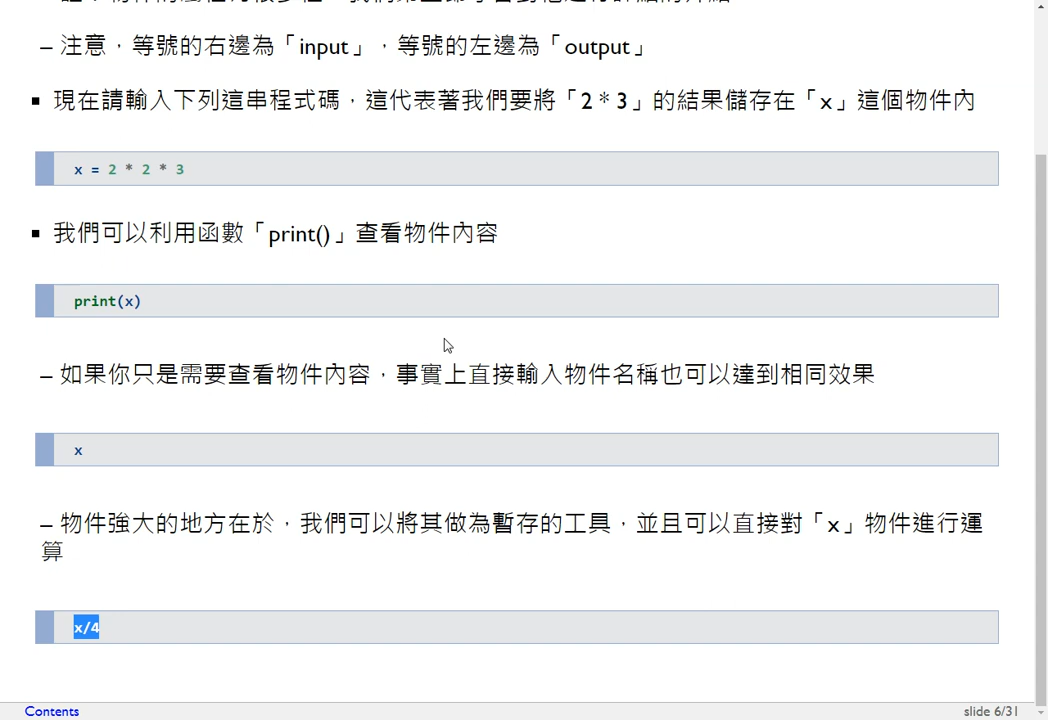 – 注意，等號的右邊為「input」，等號的左邊為「output」
▪ 現在請輸入下列這串程式碼，這代表著我們要將「2 * 3」的結果儲存在「x」這個物件內
x = 2 * 2 * 3
▪ 我們可以利用函數「print()」查看物件內容
print(x)
– 如果你只是需要查看物件內容，事實上直接輸入物件名稱也可以達到相同效果
x
– 物件強大的地方在於，我們可以將其做為暫存的工具，並且可以直接對「x」物件進行運
算
x/4
Contents slide 6/31